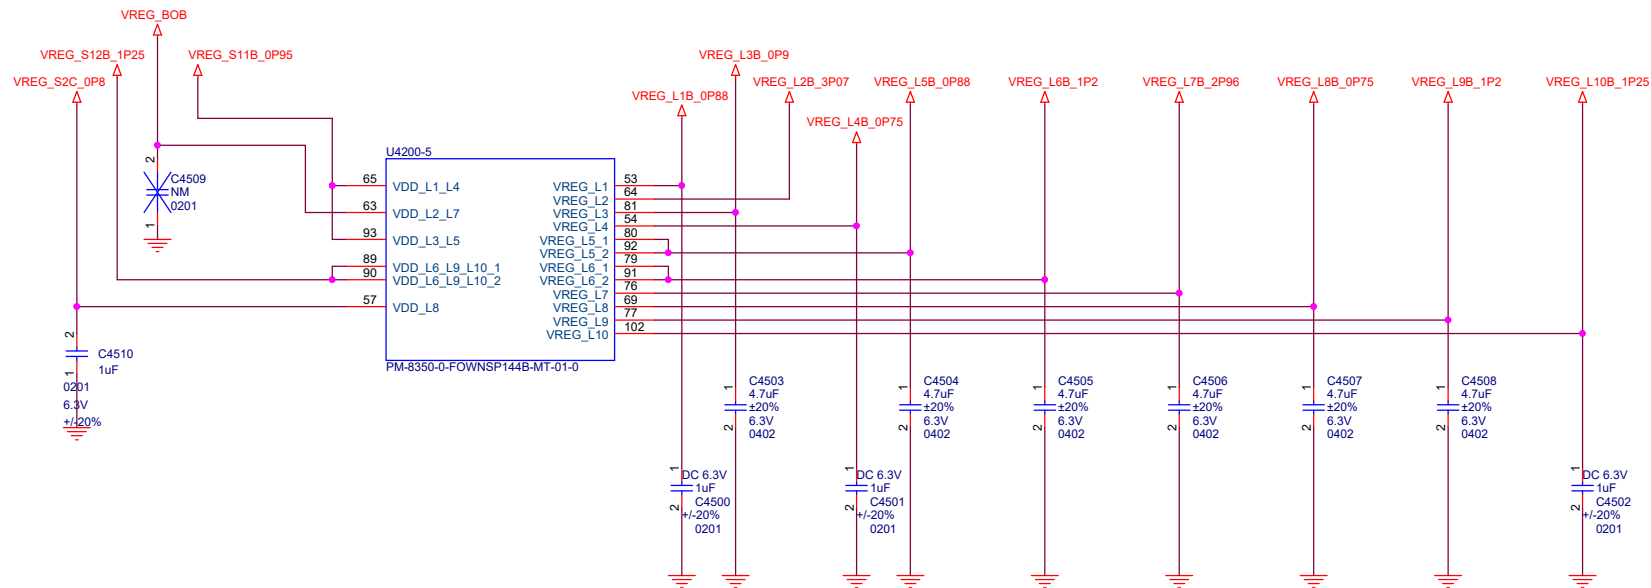 VREG_BOB
VREG_S12B_1P25
VREG_S11B_0P95
VREG_S2C_0P8
VREG_L3B_0P9
VREG_L2B_3P07
VREG_L1B_0P88
VREG_L5B_0P88
VREG_L6B_1P2
VREG_L7B_2P96
VREG_L8B_0P75
VREG_L9B_1P2
VREG_L10B_1P25
VREG_L4B_0P75
U4200-5
2
C4509
NM
0201
1
65
VDD_L1_L4
63
VDD_L2_L7
93
VDD_L3_L5
89
VDD_L6_L9_L10_1
90
VDD_L6_L9_L10_2
57
VDD_L8
VREG_L1
53
VREG_L2
64
VREG_L3
81
VREG_L4
54
VREG_L5_1
80
VREG_L5_2
92
VREG_L6_1
79
VREG_L6_2
91
VREG_L7
76
VREG_L8
69
VREG_L9
77
VREG_L10
102
PM-8350-0-FOWNSP144B-MT-01-0
2
C4510
1uF
1
0201
6.3V
+/-20%
1
C4503
4.7uF
±20%
6.3V
2
0402
1
C4504
4.7uF
±20%
6.3V
2
0402
1
C4505
4.7uF
±20%
6.3V
2
0402
1
C4506
4.7uF
±20%
6.3V
2
0402
1
C4507
4.7uF
±20%
6.3V
2
0402
1
C4508
4.7uF
±20%
6.3V
2
0402
1
DC 6.3V
1uF
C4500
2
+/-20%
0201
1
DC 6.3V
1uF
C4501
2
+/-20%
0201
1
DC 6.3V
1uF
C4502
2
+/-20%
0201